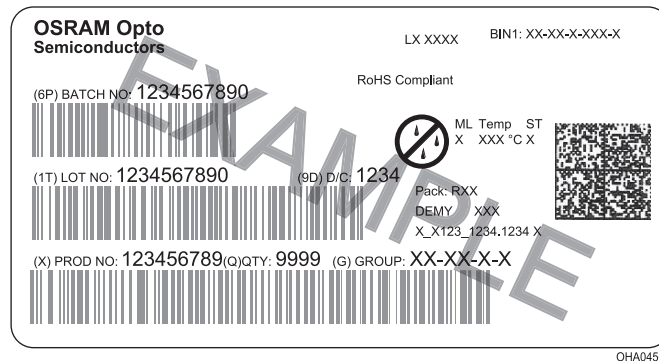 OSRAM Opto
Semiconductors
LX XXXX
BIN1: XX-XX-X-XXX-X
RoHS Compliant
(6P) BATCH NO: 1234567890
ML Temp ST
X XXX °C X
(1T) LOT NO: 1234567890 (9D) D/C: 1234
Pack: RXX
DEMY XXX
X_X123_1234.1234 X
(X) PROD NO: 123456789(Q)QTY: 9999 (G) GROUP: XX-XX-X-X
EXAMPLE
OHA04563